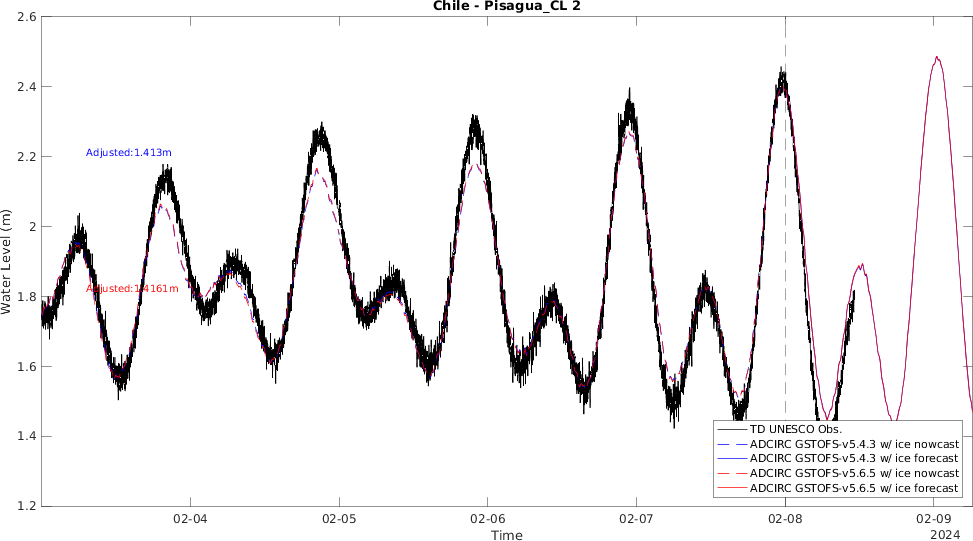 Chile - Pisagua_CL 2
2.6
2.4
2.2
2
1.8
1.6
1.4
1.2
Water Level (m)
Adjusted:1.413m
Adjusted:1.4161m
TD UNESCO Obs.
ADCIRC GSTOFS-v5.4.3 w/ ice nowcast
ADCIRC GSTOFS-v5.4.3 w/ ice forecast
ADCIRC GSTOFS-v5.6.5 w/ ice nowcast
ADCIRC GSTOFS-v5.6.5 w/ ice forecast
02-04 02-05 02-06 02-07 02-08 02-09
Time
2024